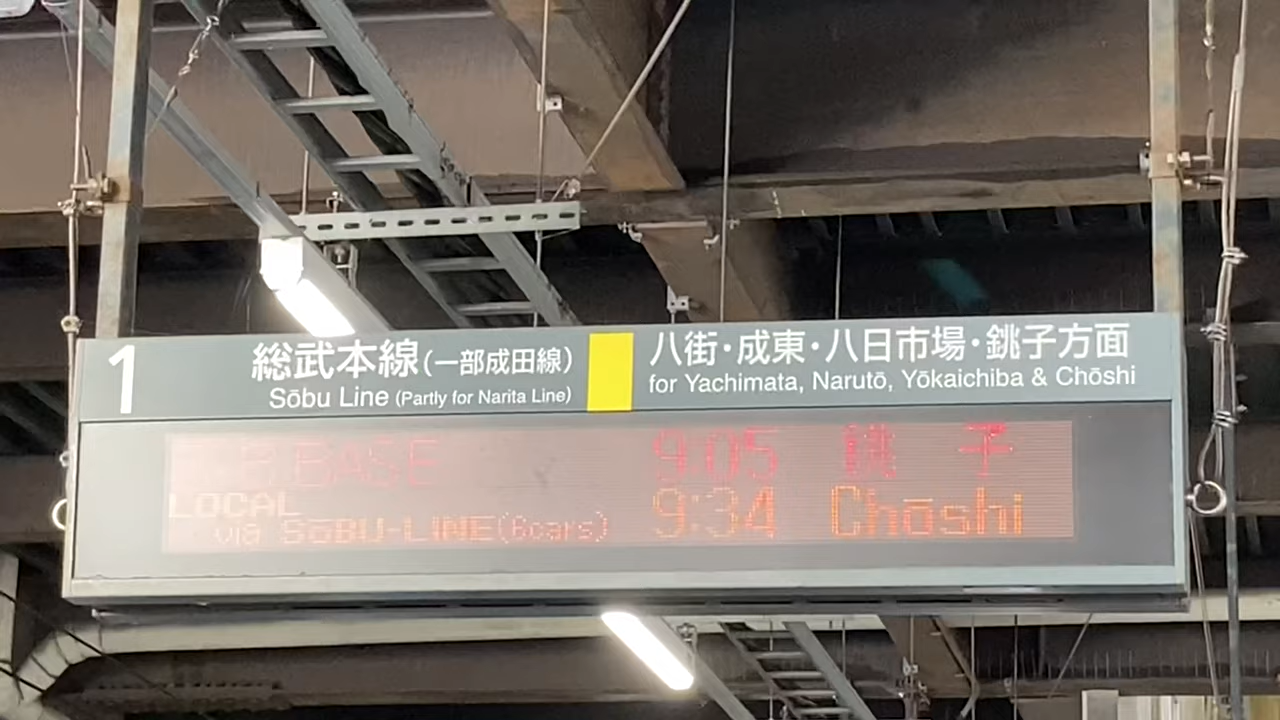 1 総武本線(一部成田線) 八街・成東・八日市場・銚子方面
Sōbu Line (Partly for Narita Line) for Yachimata, Narutō, Yōkaichiba & Chōshi
BASE 9:05 銚 子
LOCAL
via SōBU-LINE(6cars) 9:34 Chōshi